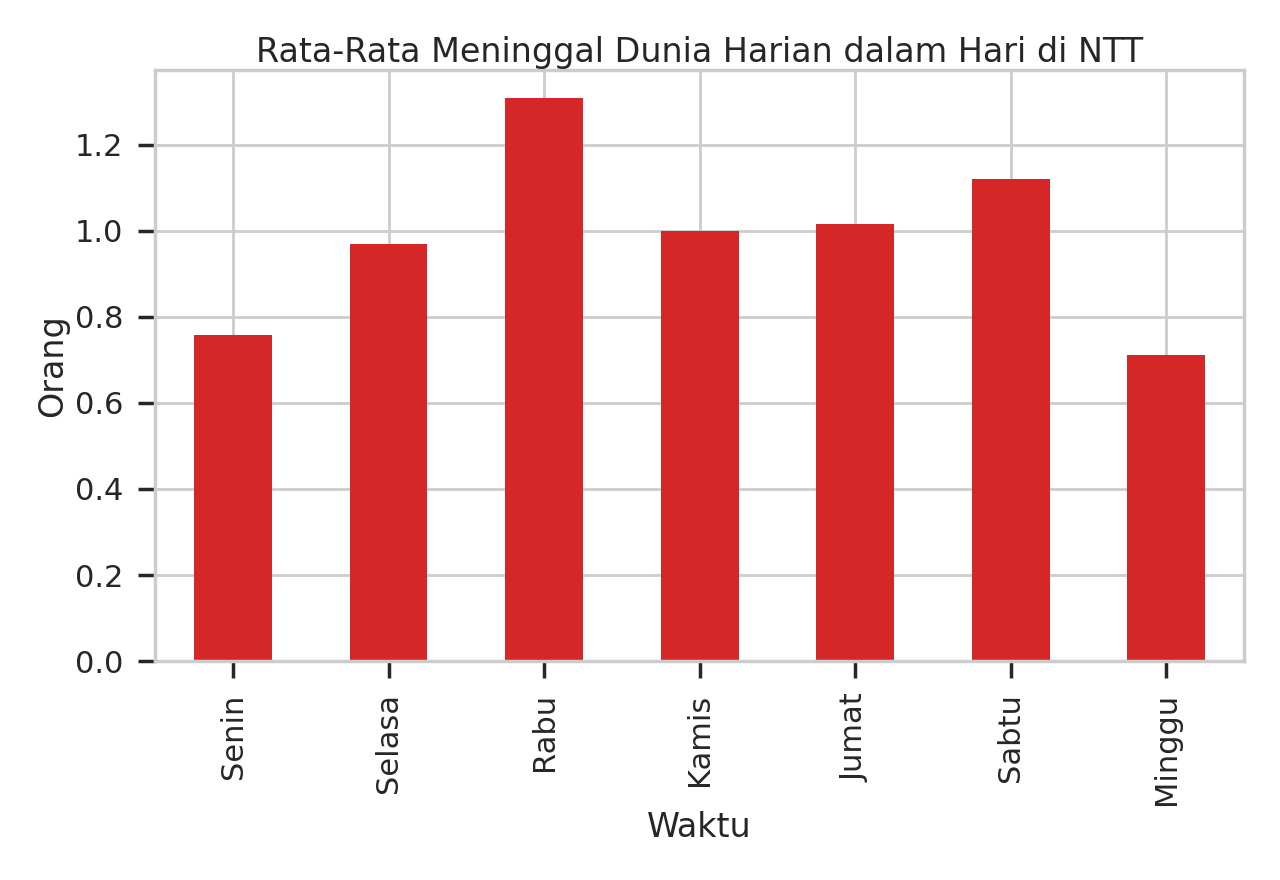 Rata-Rata Meninggal Dunia Harian dalam Hari di NTT
Orang
1.2
1.0
0.8
0.6
0.4
0.2
0.0
Senin
Selasa
Rabu
Kamis
Jumat
Sabtu
Minggu
Waktu